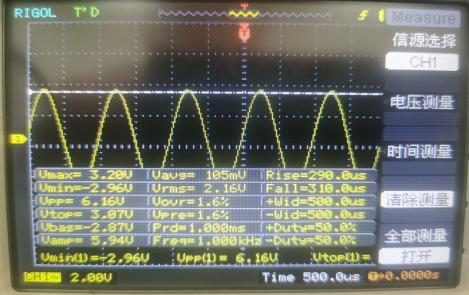 RIGOL T'D
Measure
信源选择
CH1
电压测量
时间测量
清除测量
全部测量
打开
Vmax= 3.20V Vavg= 105mV Rise=290.0us
Vmin=-2.96V Vrms= 2.16V Fall=310.0us
Vpp= 6.16V Vovr=1.6% +Wid=500.0us
Vtop= 3.07V Vpre=1.6% -Wid=500.0us
Vbas=-2.87V Prd=1.000ms +Duty=50.0%
Vamp= 5.94V Freq=1.000kHz -Duty=50.0%
Vmin(1)=-2.96V Vpp(1)= 6.16V Vtop(1)=
CH1~ 2.00V Time 500.0us T→0.0000s